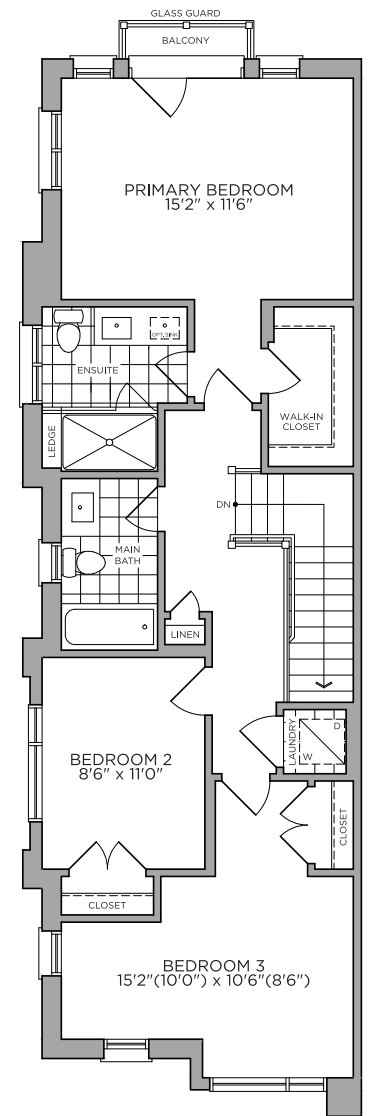 GLASS GUARD
BALCONY
PRIMARY BEDROOM
15'2" x 11'6"
OPT. SINK
ENSUITE
WALK-IN
CLOSET
LEDGE
DN
MAIN
BATH
LINEN
LAUNDRY
D
W
BEDROOM 2
8'6" x 11'0"
CLOSET
CLOSET
BEDROOM 3
15'2"(10'0") x 10'6"(8'6")